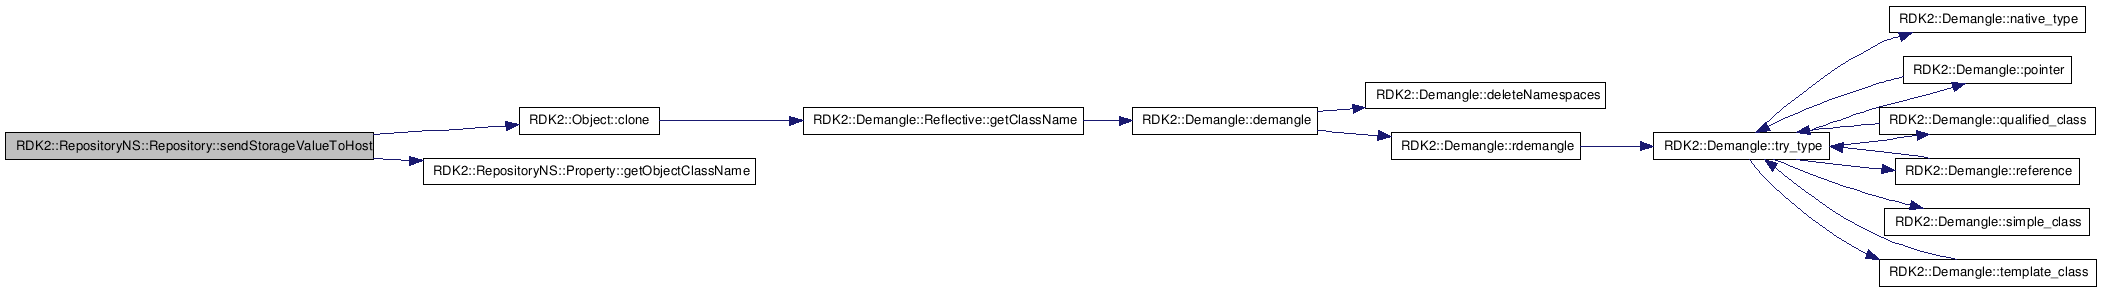 RDK2::RepositoryNS::Repository::sendStorageValueToHost
RDK2::Object::clone
RDK2::RepositoryNS::Property::getObjectClassName
RDK2::Demangle::Reflective::getClassName
RDK2::Demangle::demangle
RDK2::Demangle::deleteNamespaces
RDK2::Demangle::rdemangle
RDK2::Demangle::try_type
RDK2::Demangle::native_type
RDK2::Demangle::pointer
RDK2::Demangle::qualified_class
RDK2::Demangle::reference
RDK2::Demangle::simple_class
RDK2::Demangle::template_class